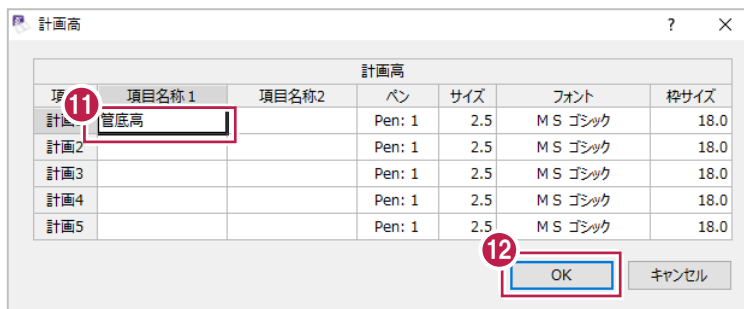 計画高 ? ×
計画高
項 項目名称1 項目名称2 ペン サイズ フォント 枠サイズ
11
計画 管底高 Pen: 1 2.5 ＭＳ ゴシック 18.0
計画2 Pen: 1 2.5 ＭＳ ゴシック 18.0
計画3 Pen: 1 2.5 ＭＳ ゴシック 18.0
計画4 Pen: 1 2.5 ＭＳ ゴシック 18.0
計画5 Pen: 1 2.5 ＭＳ ゴシック 18.0
12
OK キャンセル